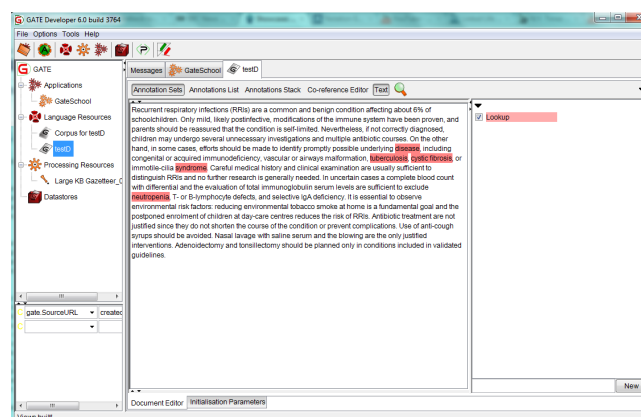 GATE Developer 6.0 build 3764
File Options Tools Help
GATE
Applications
GateSchool
Language Resources
Corpus for testD
testD
Processing Resources
Large KB Gazetteer_0
Datastores
gate.SourceURL created
Messages GateSchool testD
Annotation Sets Annotations List Annotations Stack Co-reference Editor Text
Recurrent respiratory infections (RRIs) are a common and benign condition affecting about 6% of
schoolchildren. Only mild, likely postinfective, modifications of the immune system have been proven, and
parents should be reassured that the condition is self-limited. Nevertheless, if not correctly diagnosed,
children may undergo several unnecessary investigations and multiple antibiotic courses. On the other
hand, in some cases, efforts should be made to identify promptly possible underlying disease, including
congenital or acquired immunodeficiency, vascular or airways malformation, tuberculosis, cystic fibrosis, or
immotile-cilia syndrome. Careful medical history and clinical examination are usually sufficient to
distinguish RRIs and no further research is generally needed. In uncertain cases a complete blood count
with differential and the evaluation of total immunoglobulin serum levels are sufficient to exclude
neutropenia, T- or B-lymphocyte defects, and selective IgA deficiency. It is essential to observe
environmental risk factors: reducing environmental tobacco smoke at home is a fundamental goal and the
postponed enrolment of children at day-care centres reduces the risk of RRIs. Antibiotic treatment are not
justified since they do not shorten the course of the condition or prevent complications. Use of anti-cough
syrups should be avoided. Nasal lavage with saline serum and the blowing are the only justified
interventions. Adenoidectomy and tonsillectomy should be planned only in conditions included in validated
guidelines.
Lookup
New
Document Editor Initialisation Parameters
Views built!